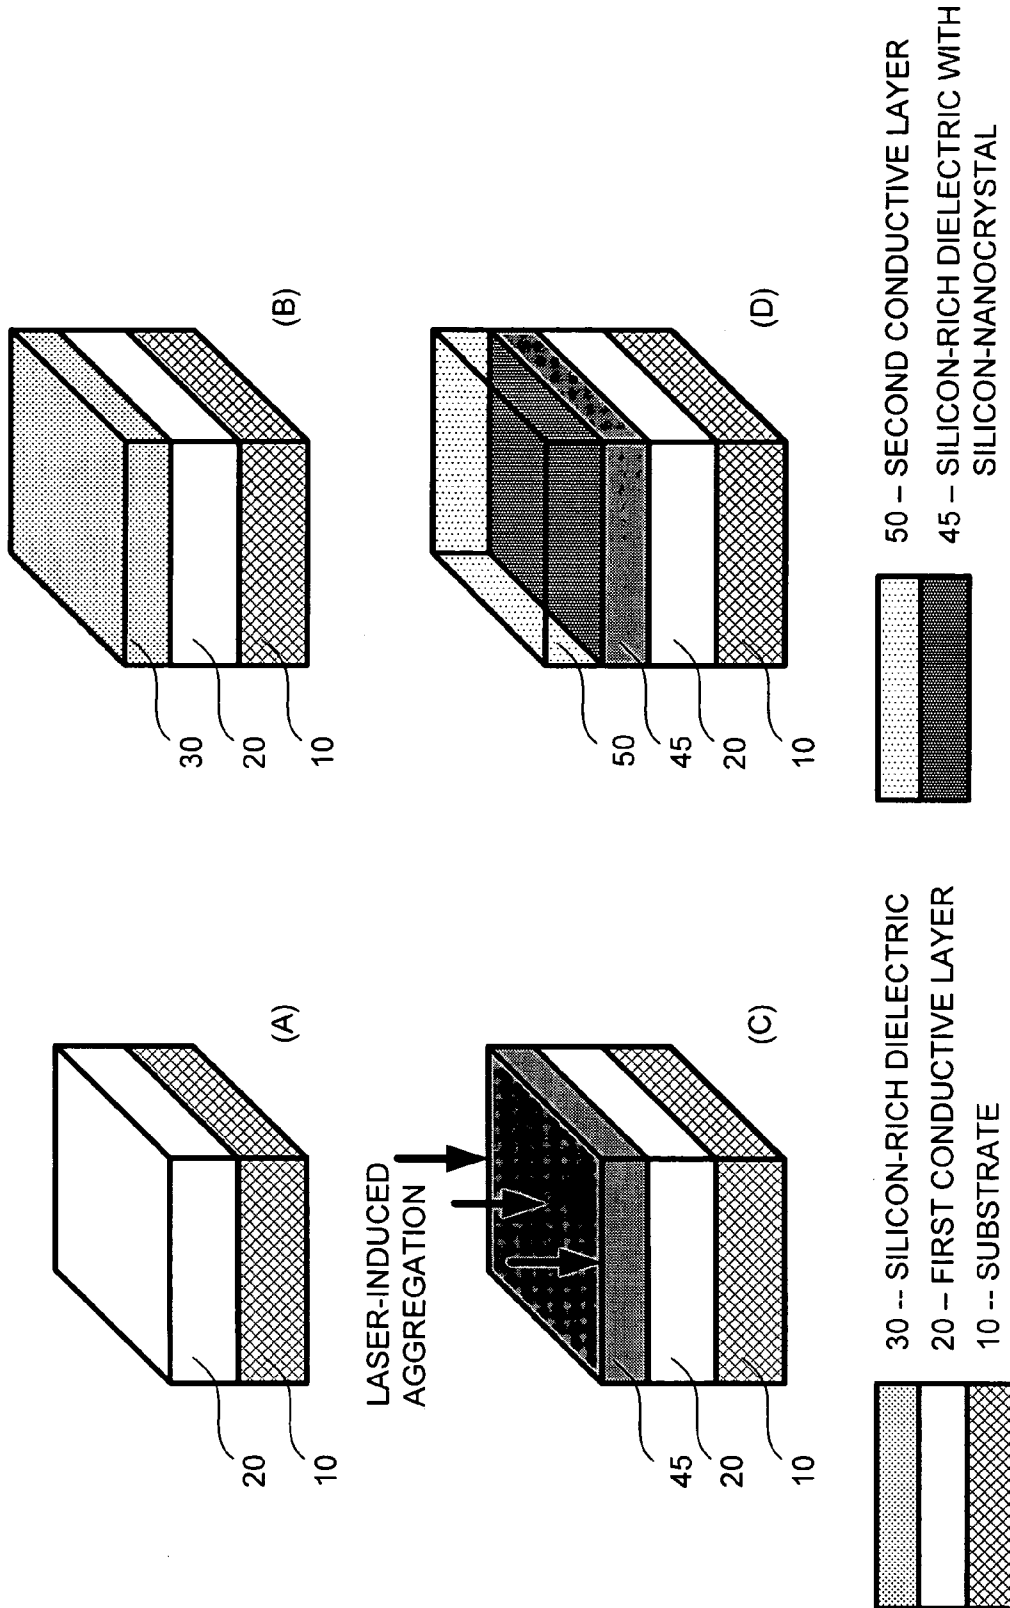 20
10
(A)
30
20
10
(B)
LASER-INDUCED
AGGREGATION
45
20
10
(C)
50
45
20
10
(D)
30 -- SILICON-RICH DIELECTRIC
20 – FIRST CONDUCTIVE LAYER
10 -- SUBSTRATE
50 – SECOND CONDUCTIVE LAYER
45 – SILICON-RICH DIELECTRIC WITH
SILICON-NANOCRYSTAL